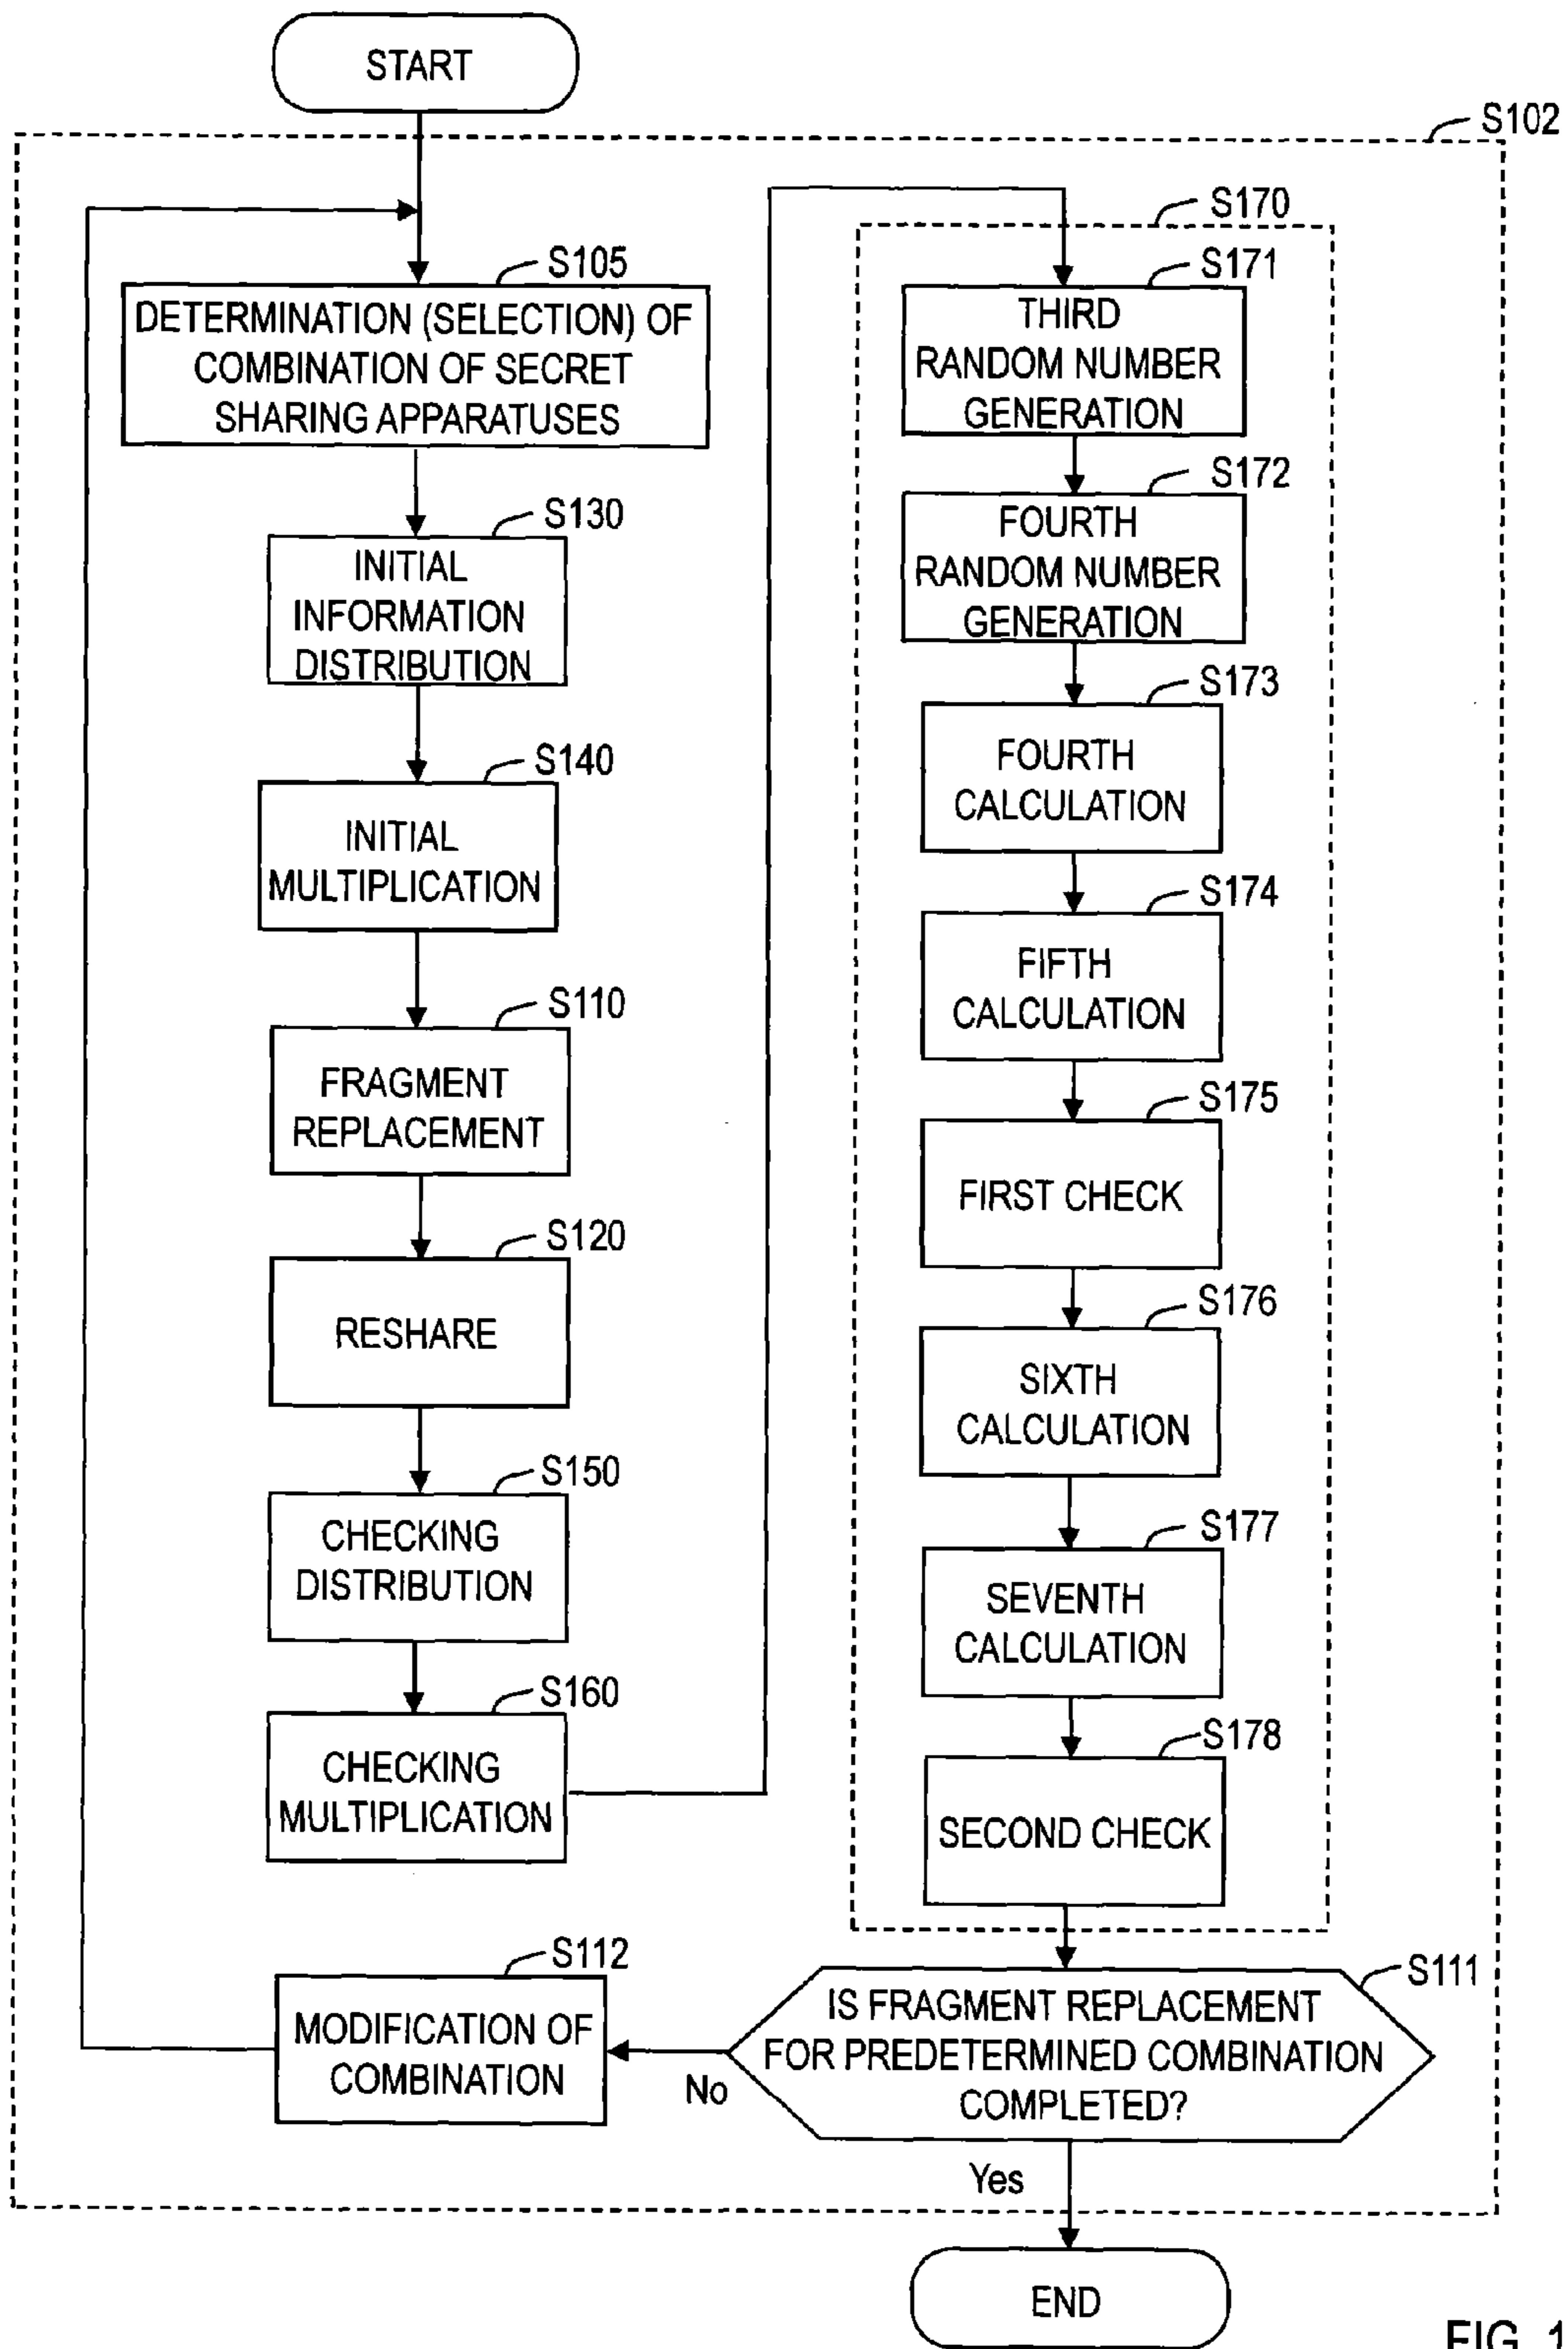 START
S102
S105
DETERMINATION (SELECTION) OF
COMBINATION OF SECRET
SHARING APPARATUSES
S130
INITIAL
INFORMATION
DISTRIBUTION
S140
INITIAL
MULTIPLICATION
S110
FRAGMENT
REPLACEMENT
S120
RESHARE
S150
CHECKING
DISTRIBUTION
S160
CHECKING
MULTIPLICATION
S170
S171
THIRD
RANDOM NUMBER
GENERATION
S172
FOURTH
RANDOM NUMBER
GENERATION
S173
FOURTH
CALCULATION
S174
FIFTH
CALCULATION
S175
FIRST CHECK
S176
SIXTH
CALCULATION
S177
SEVENTH
CALCULATION
S178
SECOND CHECK
S111
IS FRAGMENT REPLACEMENT
FOR PREDETERMINED COMBINATION
COMPLETED?
No
S112
MODIFICATION OF
COMBINATION
Yes
END
FIG. 1